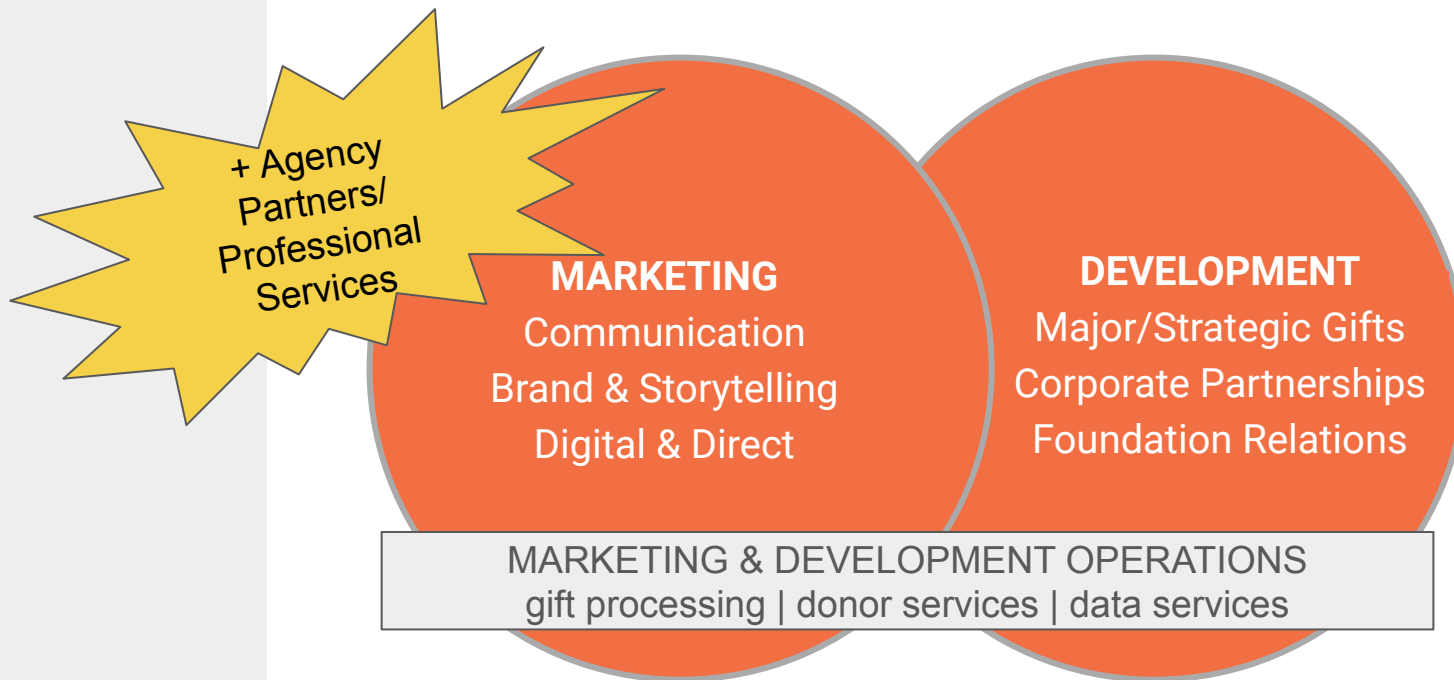 + Agency
Partners/
Professional
Services
MARKETING
Communication
Brand & Storytelling
Digital & Direct
DEVELOPMENT
Major/Strategic Gifts
Corporate Partnerships
Foundation Relations
MARKETING & DEVELOPMENT OPERATIONS
gift processing | donor services | data services